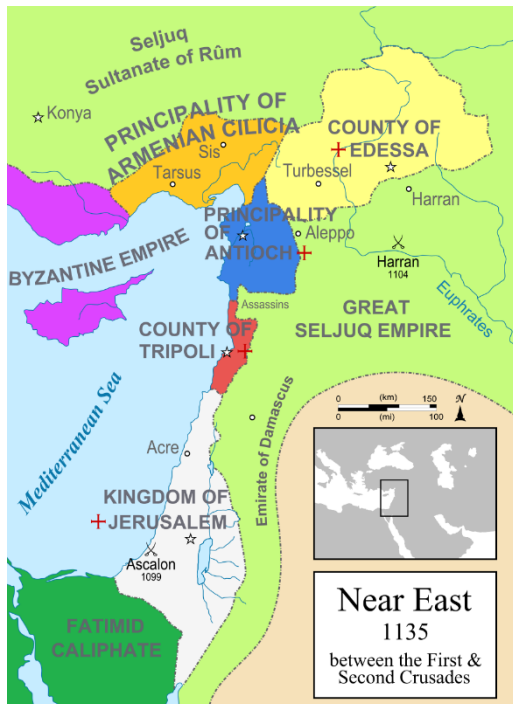 Seljuq
Sultanate of Rûm
Konya
PRINCIPALITY OF
ARMENIAN CILICIA
Sis
Tarsus
COUNTY OF
EDESSA
Turbessel
Harran
PRINCIPALITY
OF
ANTIOCH
Aleppo
Harran
1104
BYZANTINE EMPIRE
Euphrates
Assassins
GREAT
SELJUQ EMPIRE
COUNTY OF
TRIPOLI
Mediterranean Sea
Emirate of Damascus
Acre
KINGDOM OF
JERUSALEM
Ascalon
1099
FATIMID
CALIPHATE
0 (km) 150
0 (mi) 100
N
Near East
1135
between the First &
Second Crusades